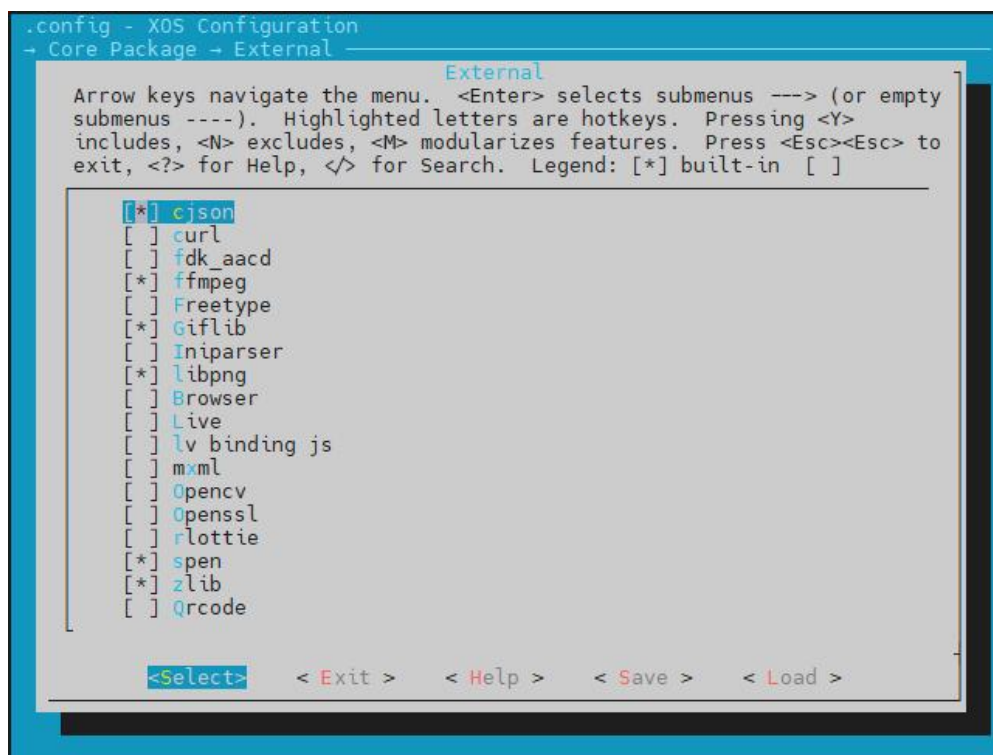 .config - XOS Configuration
→ Core Package → External
External
Arrow keys navigate the menu.  <Enter> selects submenus ---> (or empty
submenus ----).  Highlighted letters are hotkeys.  Pressing <Y>
includes, <N> excludes, <M> modularizes features.  Press <Esc><Esc> to
exit, <?> for Help, </> for Search.  Legend: [*] built-in  [ ]
[*] cjson
[ ] curl
[ ] fdk_aacd
[*] ffmpeg
[ ] Freetype
[*] Giflib
[ ] Iniparser
[*] libpng
[ ] Browser
[ ] Live
[ ] lv binding js
[ ] mxml
[ ] Opencv
[ ] Openssl
[ ] rlottie
[*] spen
[*] zlib
[ ] Qrcode
<Select>    < Exit >    < Help >    < Save >    < Load >